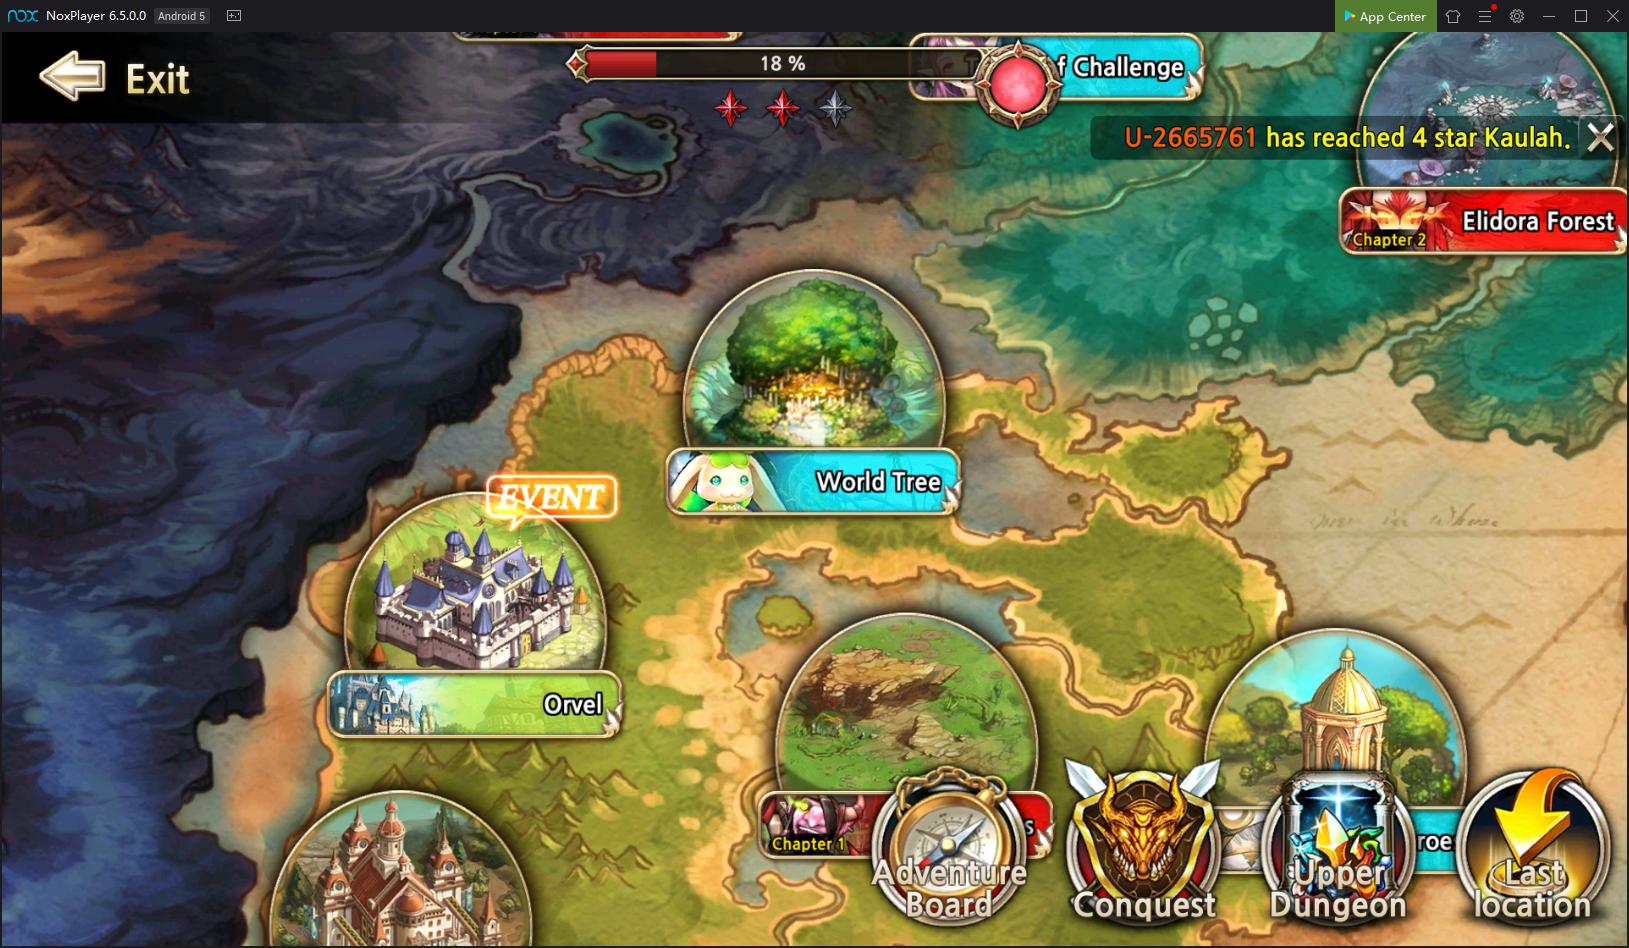 nox NoxPlayer 6.5.0.0 Android 5
App Center
Exit
18 %
f Challenge
U-2665761 has reached 4 star Kaulah.
Elidora Forest
Chapter 2
World Tree
EVENT
Orvel
Chapter 1
s
roe
Adventure
Board
Conquest
Upper
Dungeon
Last
location